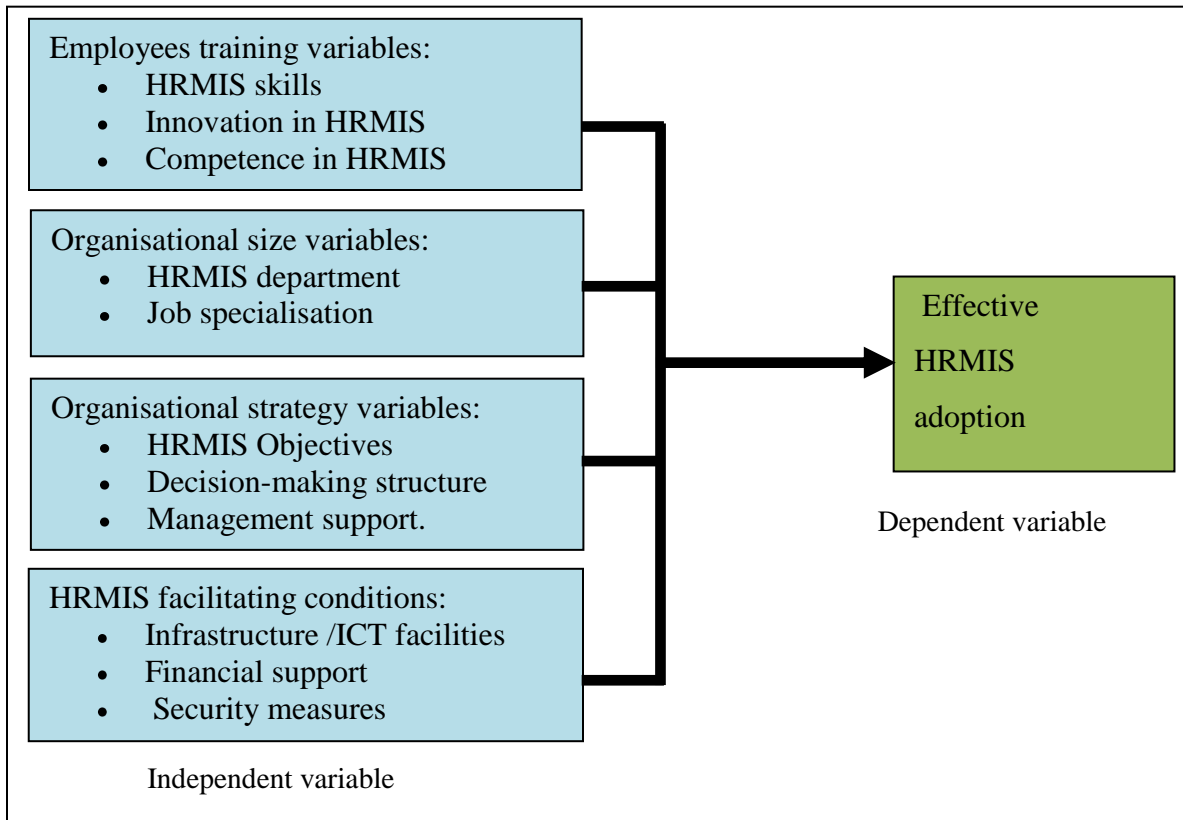 Employees training variables:
• HRMIS skills
• Innovation in HRMIS
• Competence in HRMIS
Organisational size variables:
• HRMIS department
• Job specialisation
Organisational strategy variables:
• HRMIS Objectives
• Decision-making structure
• Management support.
HRMIS facilitating conditions:
• Infrastructure /ICT facilities
• Financial support
• Security measures
Independent variable
Effective
HRMIS
adoption
Dependent variable